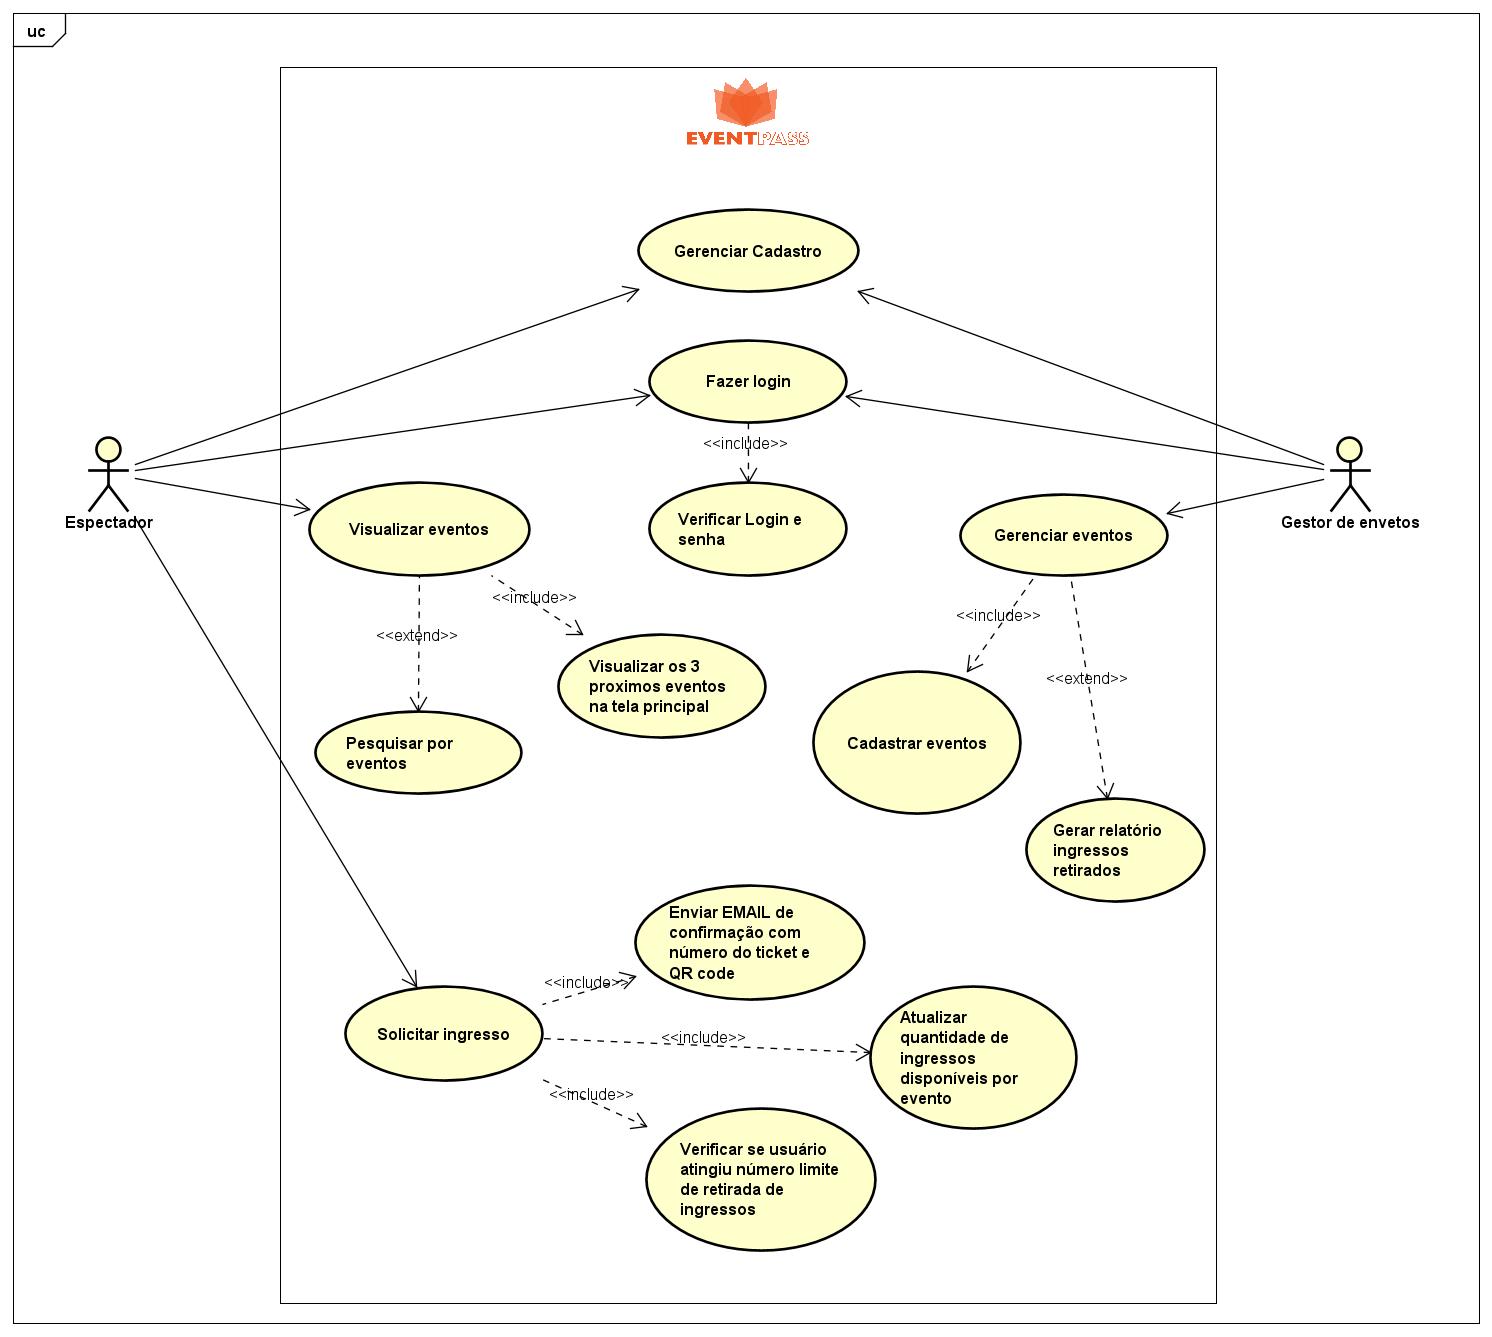 uc
EVENTPASS
Gerenciar Cadastro
Fazer login
<<include>>
Espectador
Gestor de envetos
Visualizar eventos
Verificar Login e
senha
Gerenciar eventos
<<include>>
<<include>>
<<extend>>
Visualizar os 3
proximos eventos
na tela principal
<<extend>>
Pesquisar por
eventos
Cadastrar eventos
Gerar relatório
ingressos
retirados
Enviar EMAIL de
confirmação com
número do ticket e
QR code
<<include>>
Solicitar ingresso
<<include>>
Atualizar
quantidade de
ingressos
disponíveis por
evento
<<include>>
Verificar se usuário
atingiu número limite
de retirada de
ingressos